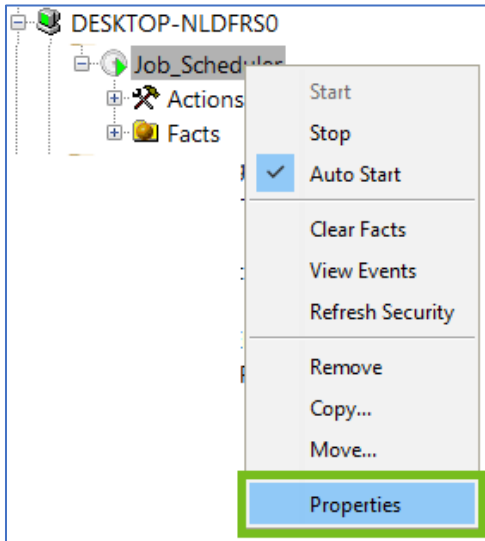 DESKTOP-NLDFRS0
Job_Scheduler
Actions
Facts
Start
Stop
Auto Start
Clear Facts
View Events
Refresh Security
Remove
Copy...
Move...
Properties